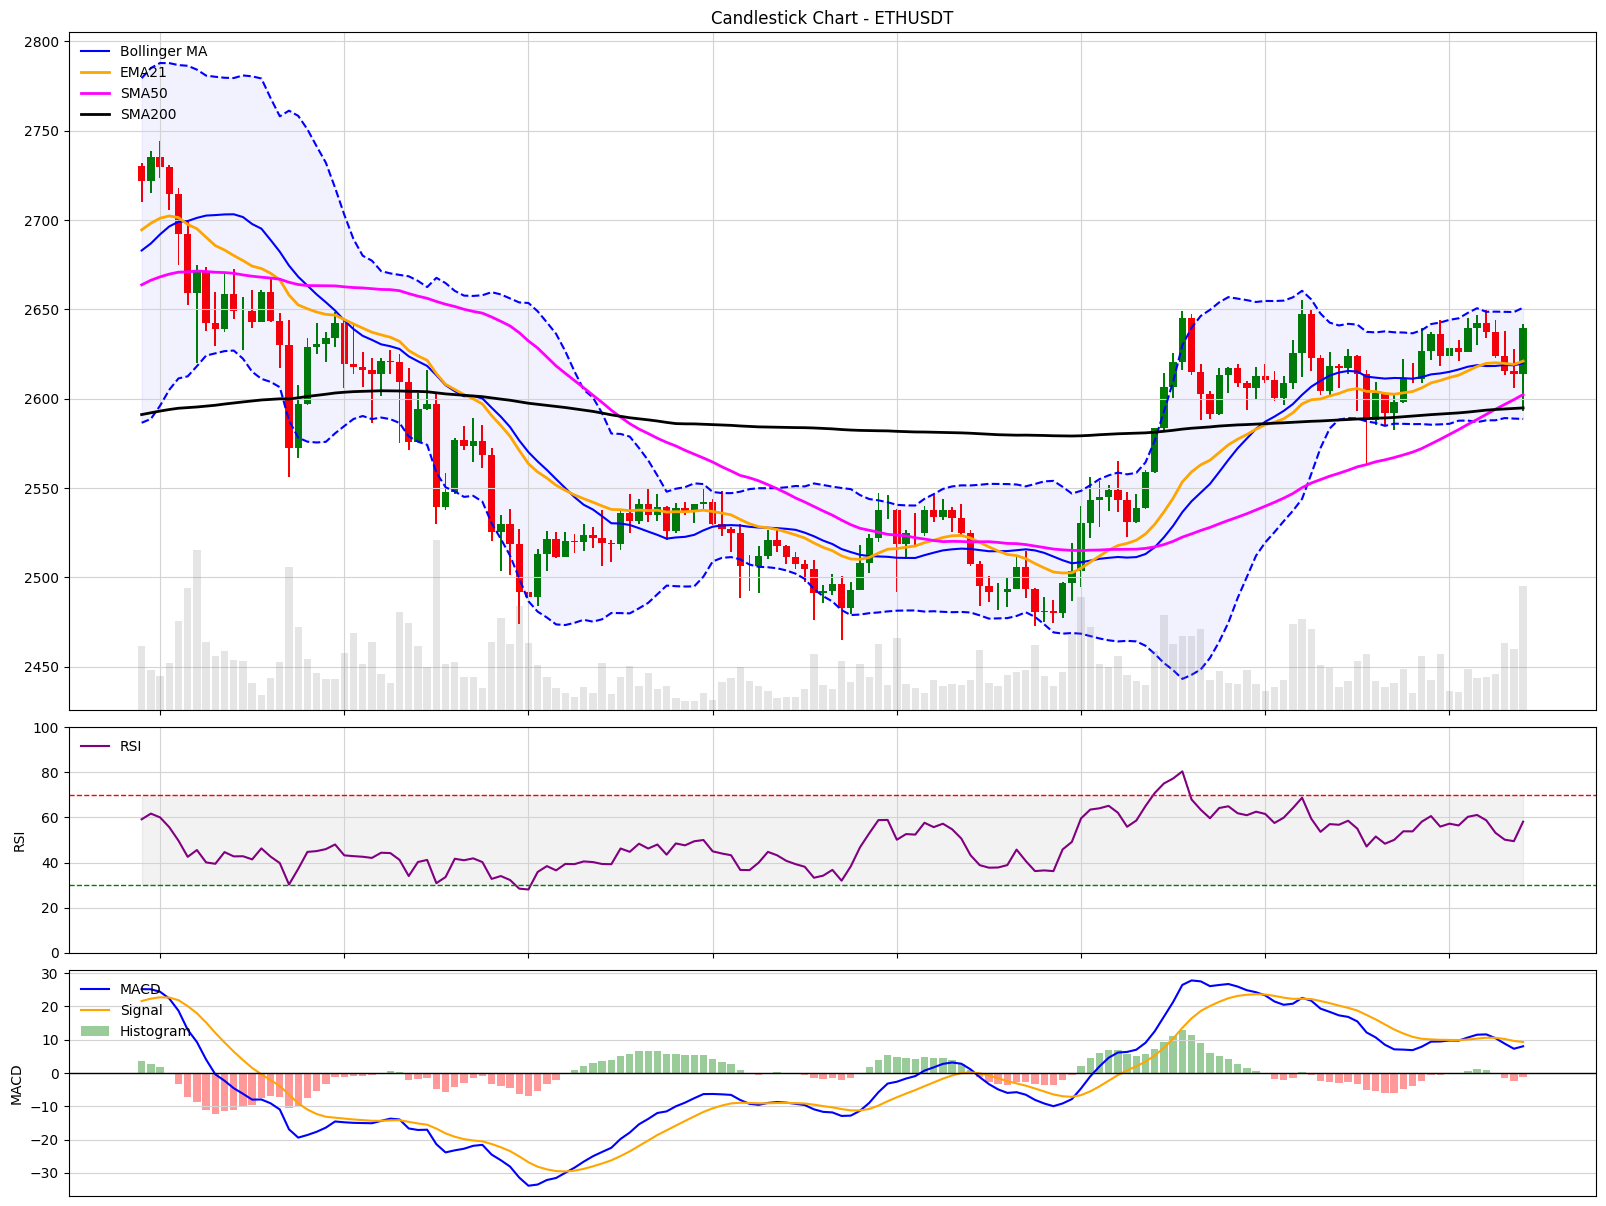 Candlestick Chart - ETHUSDT
2800
2750
2700
2650
2600
2550
2500
2450
Bollinger MA
EMA21
SMA50
SMA200
100
80
60
40
20
0
RSI
RSI
30
20
10
0
−10
−20
−30
MACD
MACD
Signal
Histogram